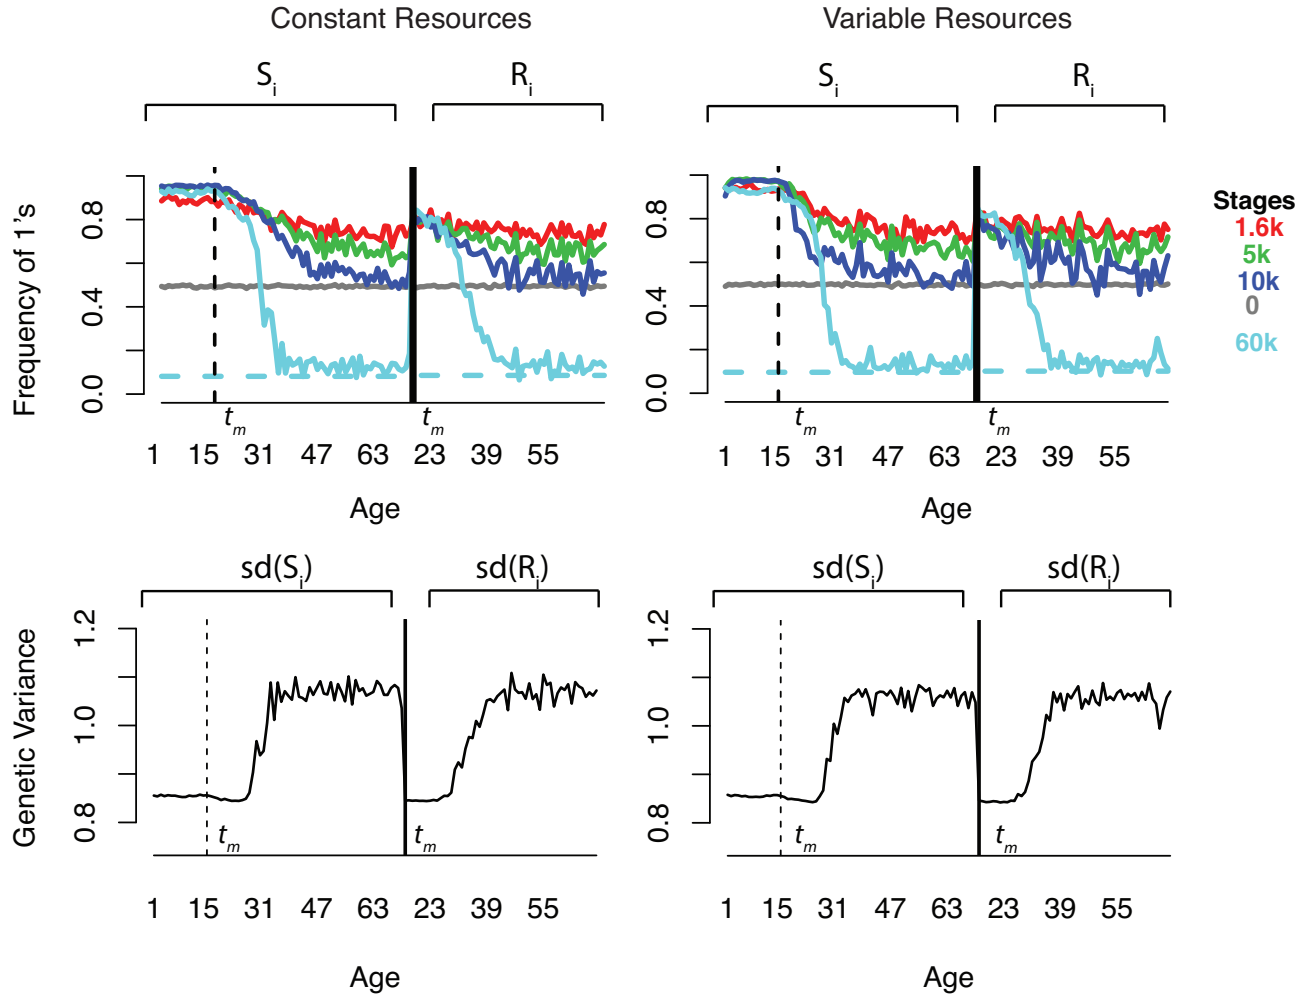 Constant Resources
Variable Resources
Si
Ri
Si
Ri
Frequency of 1's
0.8
0.4
0.0
0.8
0.4
0.0
tm
tm
tm
tm
1 15 31 47 63 23 39 55
1 15 31 47 63 23 39 55
Age
Age
Stages
1.6k
5k
10k
0
60k
sd(Si)
sd(Ri)
sd(Si)
sd(Ri)
Genetic Variance
1.2
1.0
0.8
1.2
1.0
0.8
tm
tm
tm
tm
1 15 31 47 63 23 39 55
1 15 31 47 63 23 39 55
Age
Age